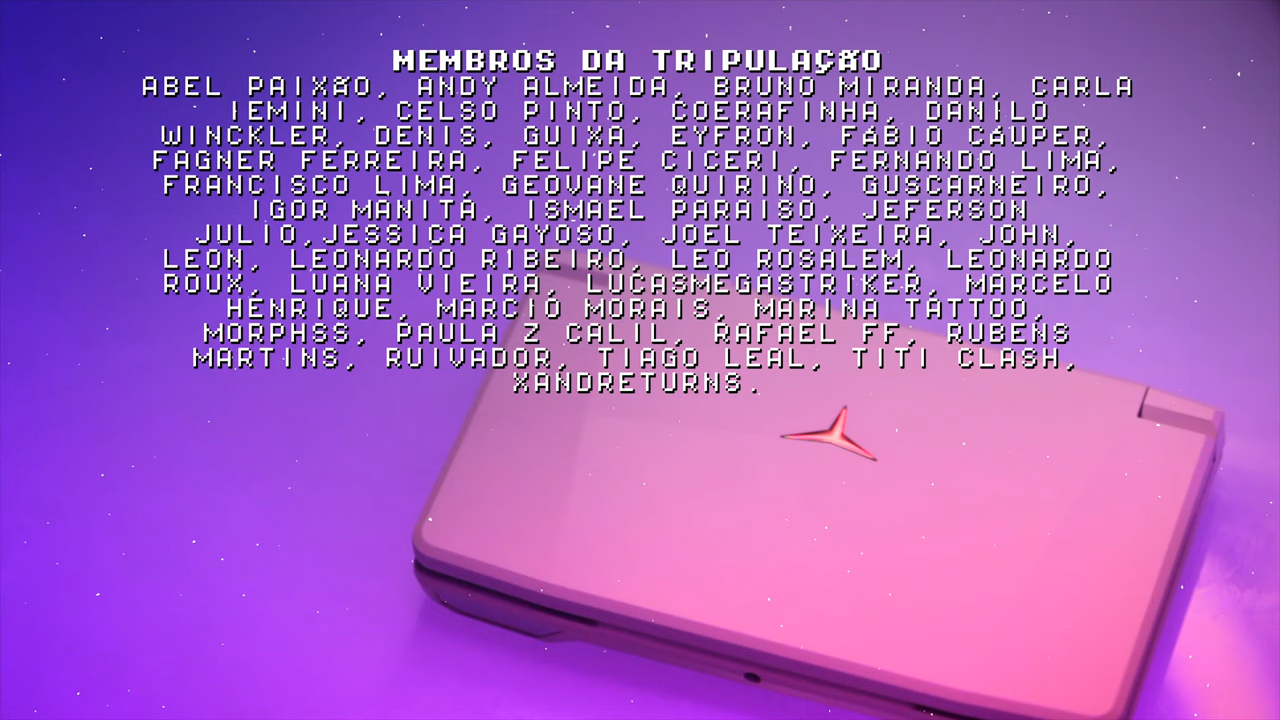 MEMBROS DA TRIPULAÇÃO
ABEL PAIXÃO, ANDY ALMEIDA, BRUNO MIRANDA, CARLA
IEMINI, CELSO PINTO, COERAFINHA, DANILO
WINCKLER, DENIS, GUIXA, EYFRON, FÁBIO CÁUPER,
FAGNER FERREIRA, FELIPE CICERI, FERNANDO LIMA,
FRANCISCO LIMA, GEOVANE QUIRINO, GUSCARNEIRO,
IGOR MANITA, ISMAEL PARAISO, JEFERSON
JULIO,JESSICA GAYOSO, JOEL TEIXEIRA, JOHN,
LEON, LEONARDO RIBEIRO, LEO ROSALEM, LEONARDO
ROUX, LUANA VIEIRA, LUCASMEGASTRIKER, MARCELO
HENRIQUE, MARCIO MORAIS, MARINA TATTOO,
MORPHSS, PAULA Z CALIL, RAFAEL FF, RUBENS
MARTINS, RUIVADOR, TIAGO LEAL, TITI CLASH,
XANDRETURNS.